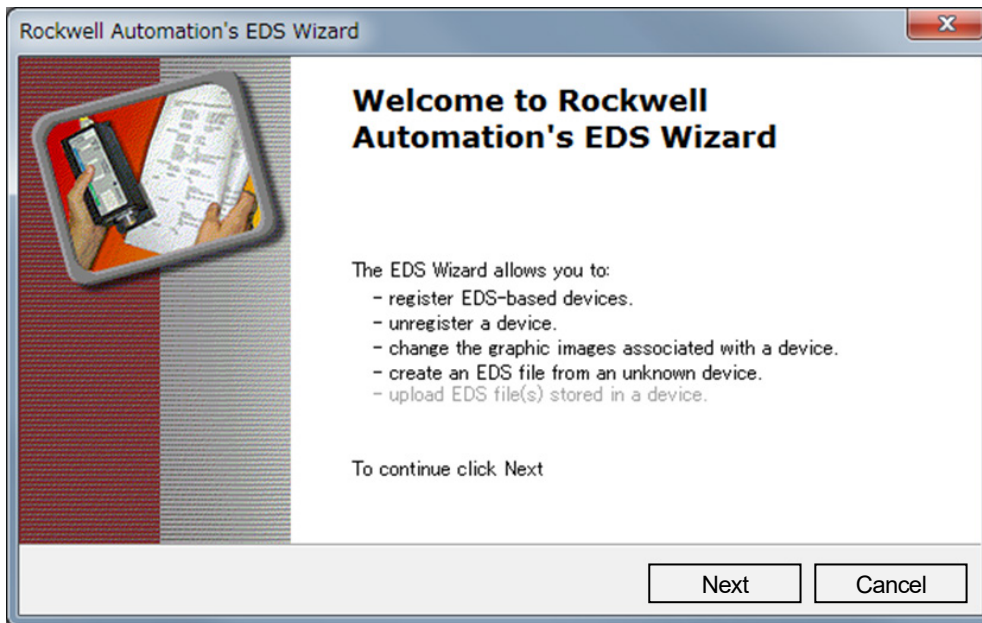 Rockwell Automation's EDS Wizard
Welcome to Rockwell
Automation's EDS Wizard
The EDS Wizard allows you to:
- register EDS-based devices.
- unregister a device.
- change the graphic images associated with a device.
- create an EDS file from an unknown device.
- upload EDS file(s) stored in a device.
To continue click Next
Next
Cancel